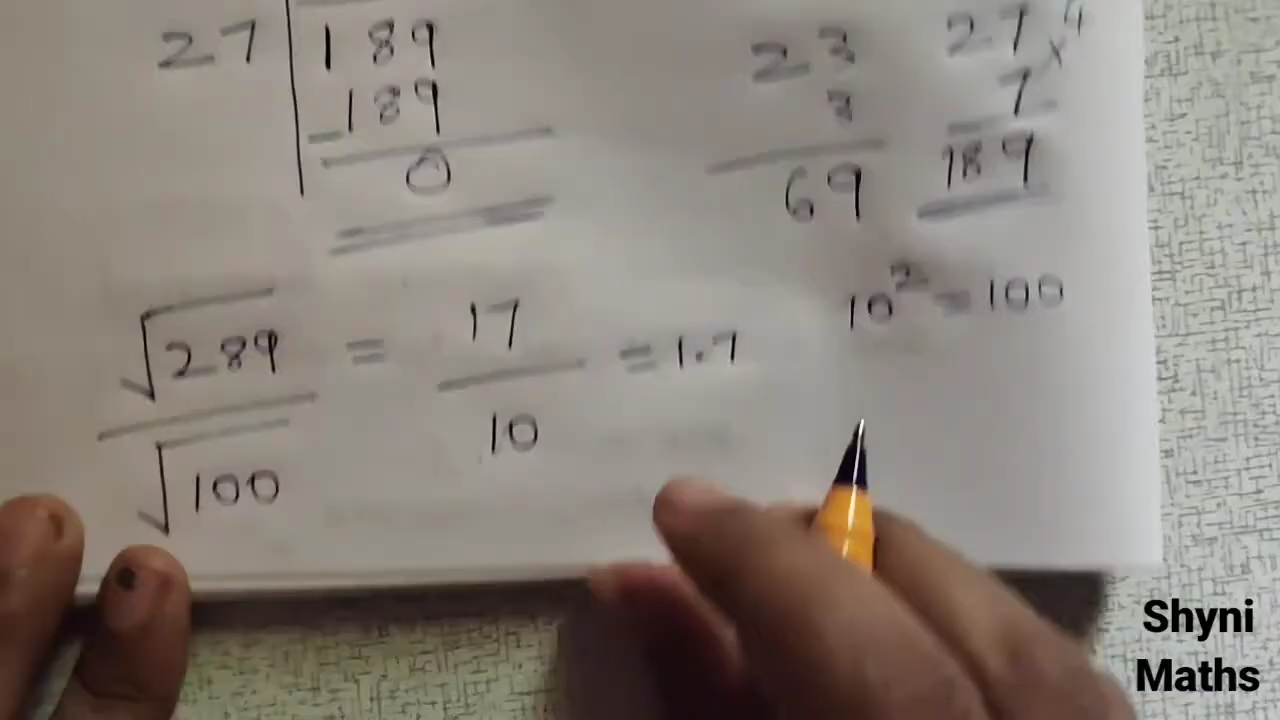 27 | 189
-189
0
23
3
69
27
7
189
10² = 100
√289 / √100 = 17 / 10 = 1.7
Shyni
Maths